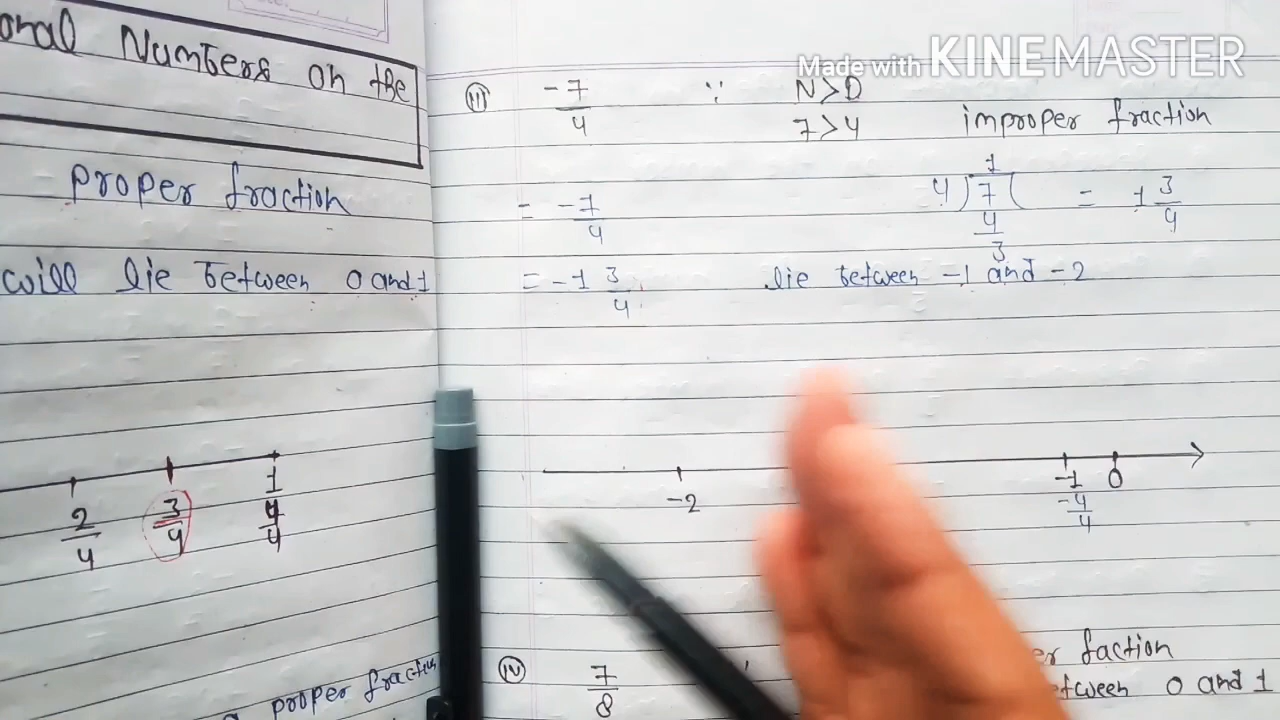 onal Numbers on the
Proper fraction
will lie between 0 and 1
2/4 3/4 1
4/4
Made with KINEMASTER
(iii) -7/4 ∵ N>D
7>4 improper fraction
= -7/4 4)7(1 4 3 = 1 3/4
= -1 3/4 lie between -1 and -2
-2 -1 0
-4/4
proper fraction
(iv) 7/8 faction
0 and 1